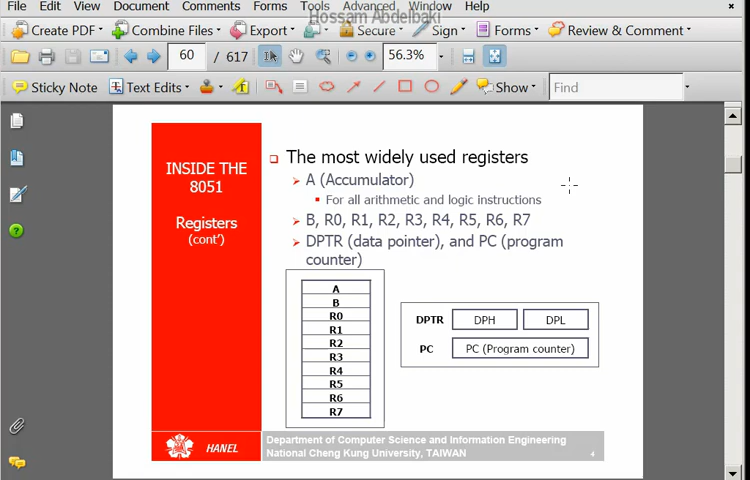 File Edit View Document Comments Forms Tools Advanced Window Help
Hossam Abdelbaki
Create PDF Combine Files Export Secure Sign Forms Review & Comment
60 / 617 56.3%
Sticky Note Text Edits Show Find
INSIDE THE
8051
Registers
(cont')
The most widely used registers
A (Accumulator)
For all arithmetic and logic instructions
B, R0, R1, R2, R3, R4, R5, R6, R7
DPTR (data pointer), and PC (program
counter)
A
B
R0
R1
R2
R3
R4
R5
R6
R7
DPTR DPH DPL
PC PC (Program counter)
HANEL
Department of Computer Science and Information Engineering
National Cheng Kung University, TAIWAN
4